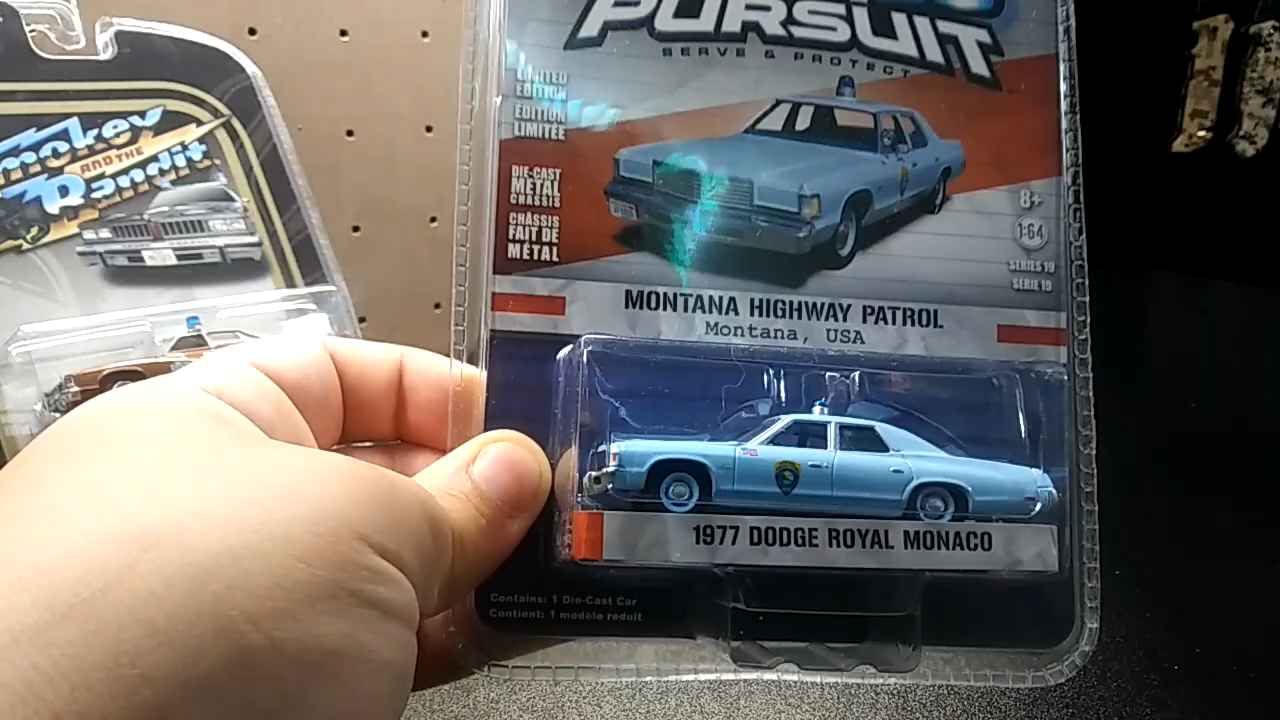 Smokey
AND THE
Bandit
PURSUIT
SERVE & PROTECT
LIMITED
EDITION
ÉDITION
LIMITÉE
DIE-CAST
METAL
CHASSIS
CHÂSSIS
FAIT DE
MÉTAL
8+
1:64
SERIES 19
SERIE 19
MONTANA HIGHWAY PATROL
Montana, USA
1977 DODGE ROYAL MONACO
Contains: 1 Die-Cast Car
Contient: 1 modèle reduit